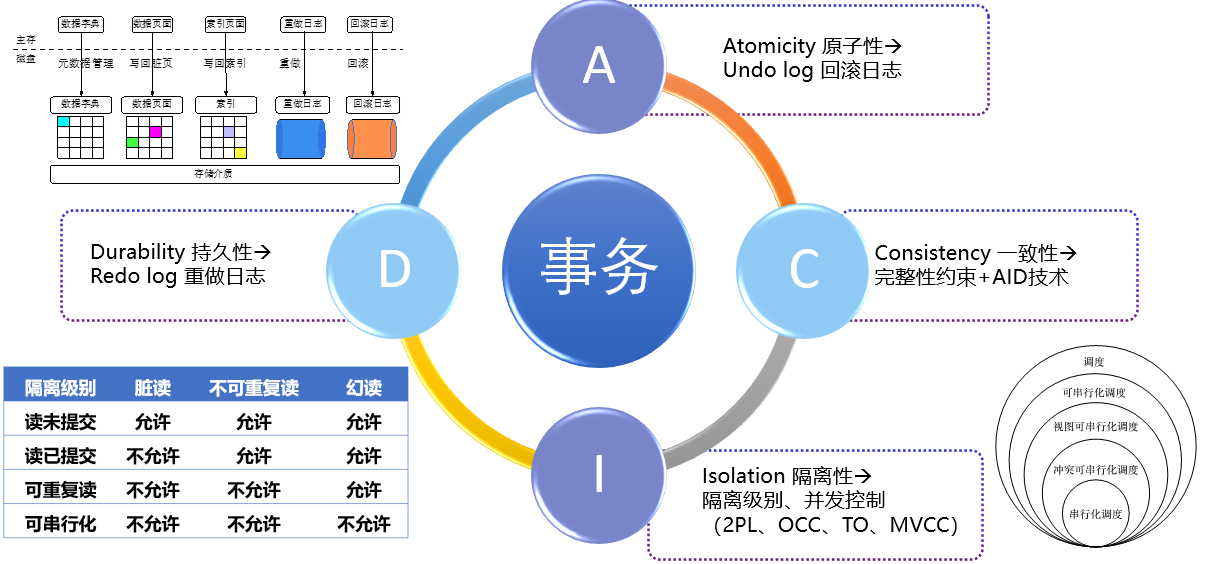 数据字典 数据页面 索引页面 重做日志 回滚日志
主存
磁盘
元数据管理 写回脏页 写回索引 重做 回滚
数据字典 数据页面 索引 重做日志 回滚日志
存储介质
A
Atomicity 原子性→
Undo log 回滚日志
D
Durability 持久性→
Redo log 重做日志
事务
C
Consistency 一致性→
完整性约束+AID技术
隔离级别 脏读 不可重复读 幻读
读未提交 允许 允许 允许
读已提交 不允许 允许 允许
可重复读 不允许 不允许 允许
可串行化 不允许 不允许 不允许
I
Isolation 隔离性→
隔离级别、并发控制
（2PL、OCC、TO、MVCC）
调度
可串行化调度
视图可串行化调度
冲突可串行化调度
串行化调度